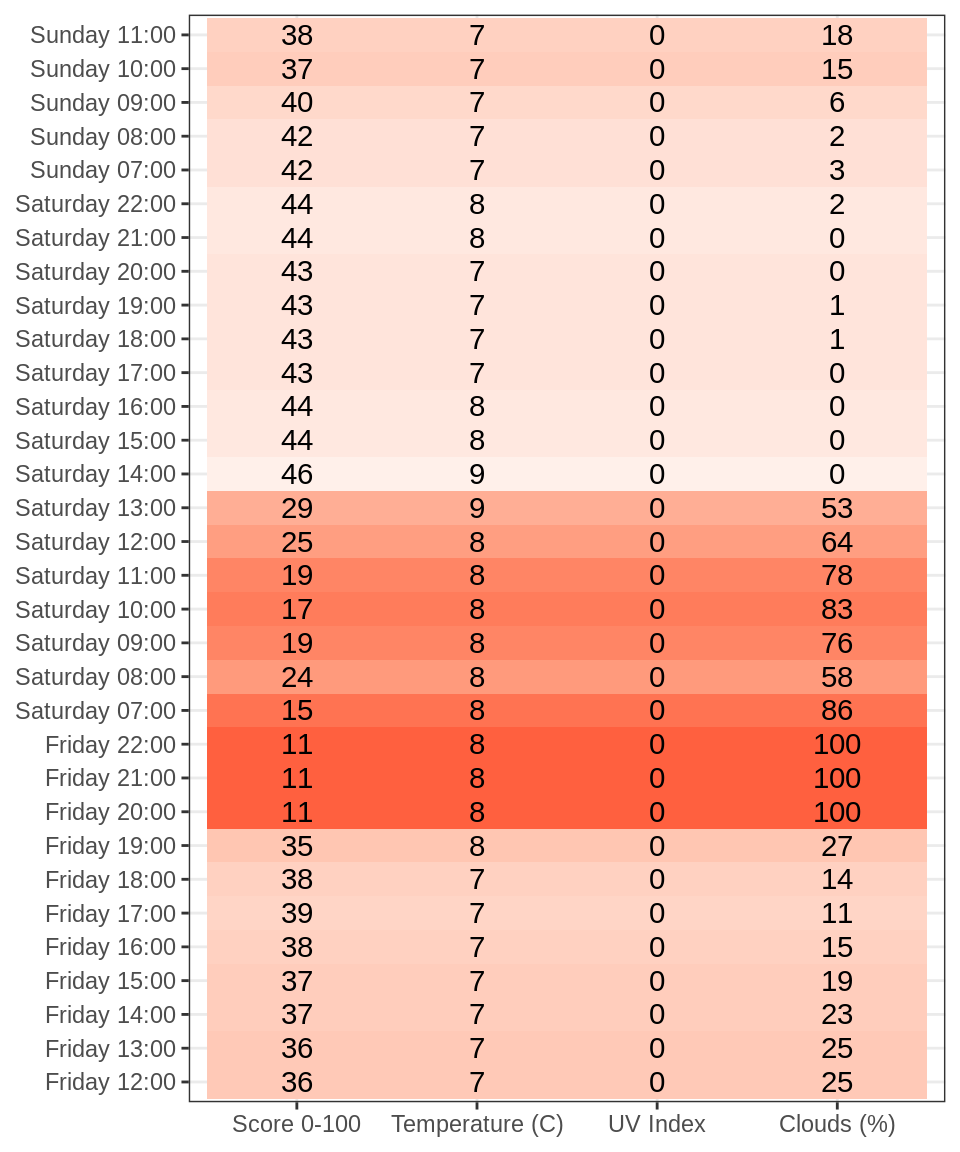 Sunday 11:00 38 7 0 18
Sunday 10:00 37 7 0 15
Sunday 09:00 40 7 0 6
Sunday 08:00 42 7 0 2
Sunday 07:00 42 7 0 3
Saturday 22:00 44 8 0 2
Saturday 21:00 44 8 0 0
Saturday 20:00 43 7 0 0
Saturday 19:00 43 7 0 1
Saturday 18:00 43 7 0 1
Saturday 17:00 43 7 0 0
Saturday 16:00 44 8 0 0
Saturday 15:00 44 8 0 0
Saturday 14:00 46 9 0 0
Saturday 13:00 29 9 0 53
Saturday 12:00 25 8 0 64
Saturday 11:00 19 8 0 78
Saturday 10:00 17 8 0 83
Saturday 09:00 19 8 0 76
Saturday 08:00 24 8 0 58
Saturday 07:00 15 8 0 86
Friday 22:00 11 8 0 100
Friday 21:00 11 8 0 100
Friday 20:00 11 8 0 100
Friday 19:00 35 8 0 27
Friday 18:00 38 7 0 14
Friday 17:00 39 7 0 11
Friday 16:00 38 7 0 15
Friday 15:00 37 7 0 19
Friday 14:00 37 7 0 23
Friday 13:00 36 7 0 25
Friday 12:00 36 7 0 25
Score 0-100 Temperature (C) UV Index Clouds (%)